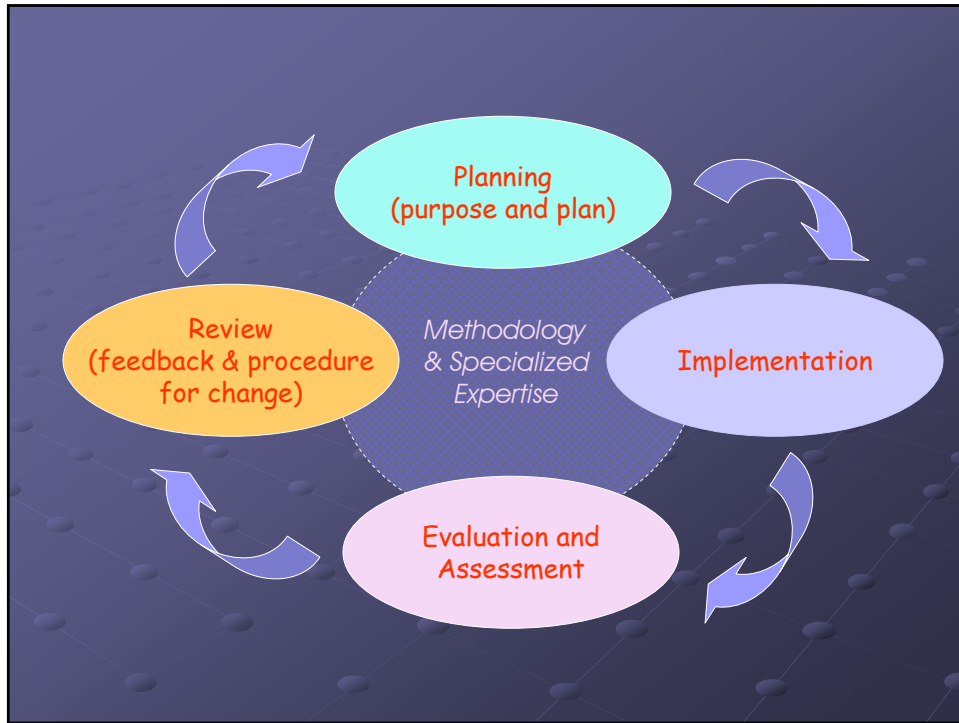 Planning
(purpose and plan)
Review
(feedback & procedure
for change)
Methodology
& Specialized
Expertise
Implementation
Evaluation and
Assessment